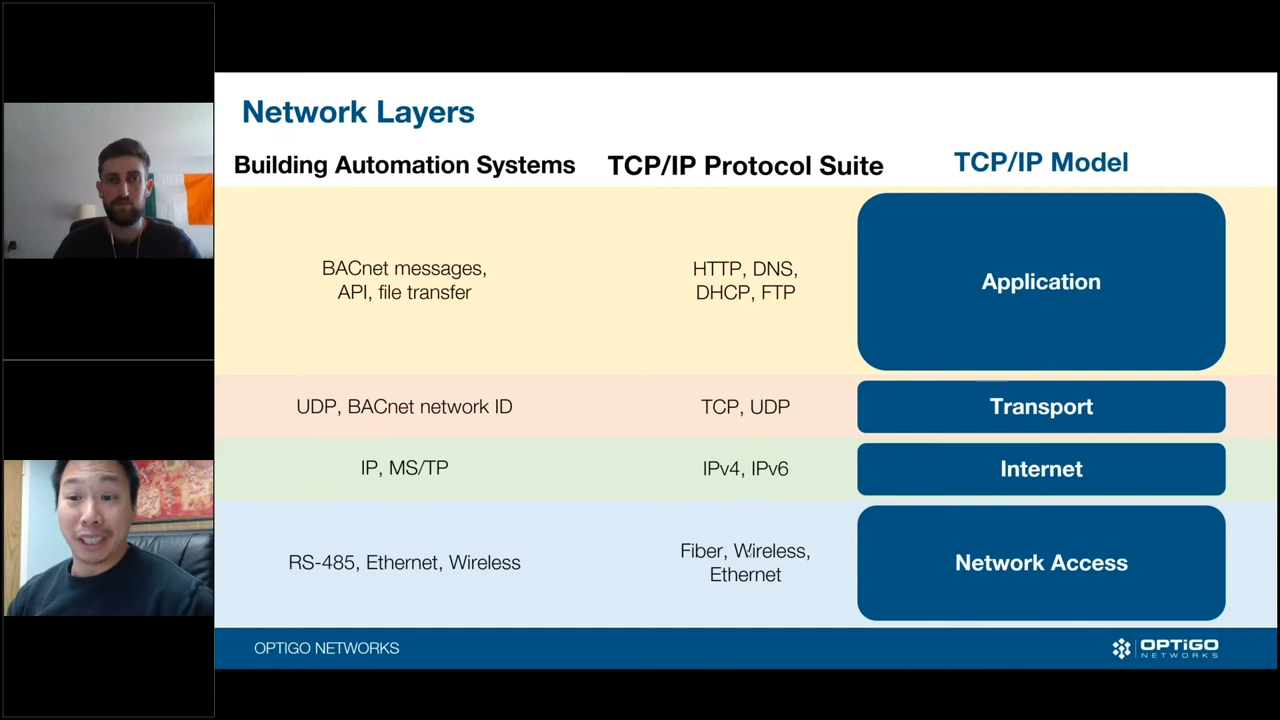 Network Layers
Building Automation Systems
TCP/IP Protocol Suite
TCP/IP Model
BACnet messages,
API, file transfer
HTTP, DNS,
DHCP, FTP
Application
UDP, BACnet network ID
TCP, UDP
Transport
IP, MS/TP
IPv4, IPv6
Internet
RS-485, Ethernet, Wireless
Fiber, Wireless,
Ethernet
Network Access
OPTIGO NETWORKS
OPTiGO
NETWORKS